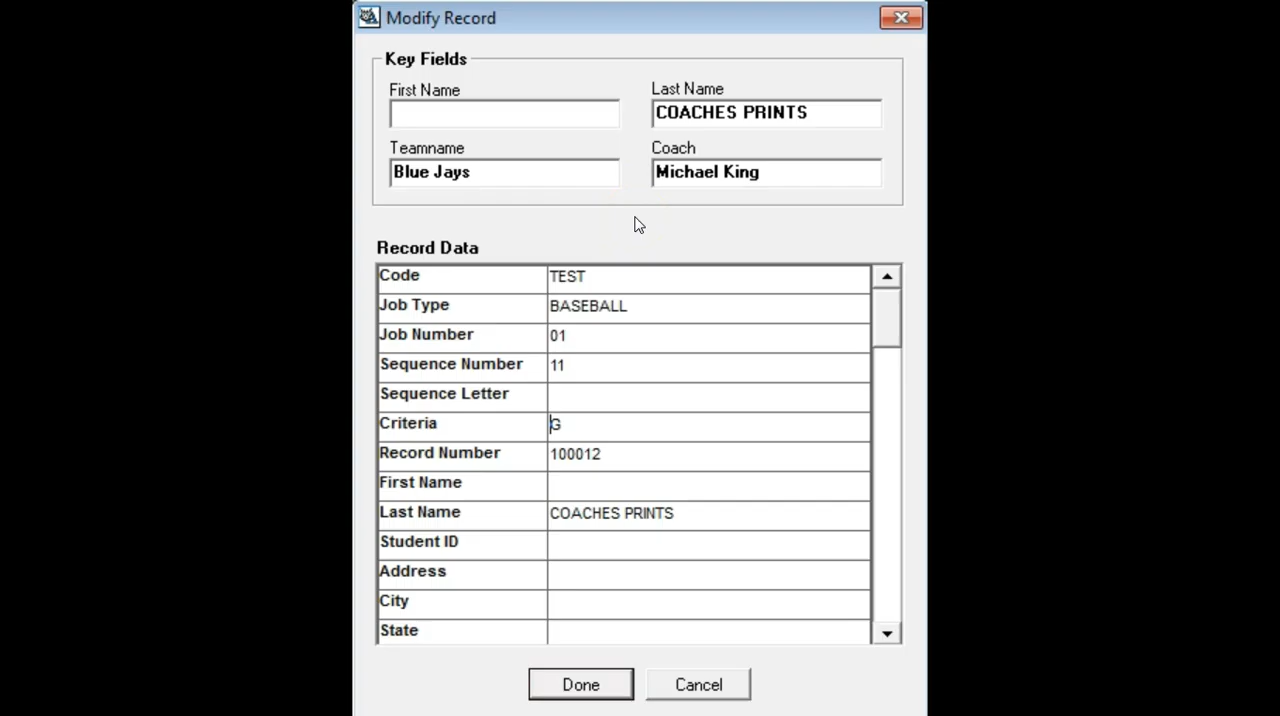 Modify Record
Key Fields
First Name
Last Name
COACHES PRINTS
Teamname
Coach
Blue Jays
Michael King
Record Data
Code TEST
Job Type BASEBALL
Job Number 01
Sequence Number 11
Sequence Letter
Criteria G
Record Number 100012
First Name
Last Name COACHES PRINTS
Student ID
Address
City
State
Done Cancel